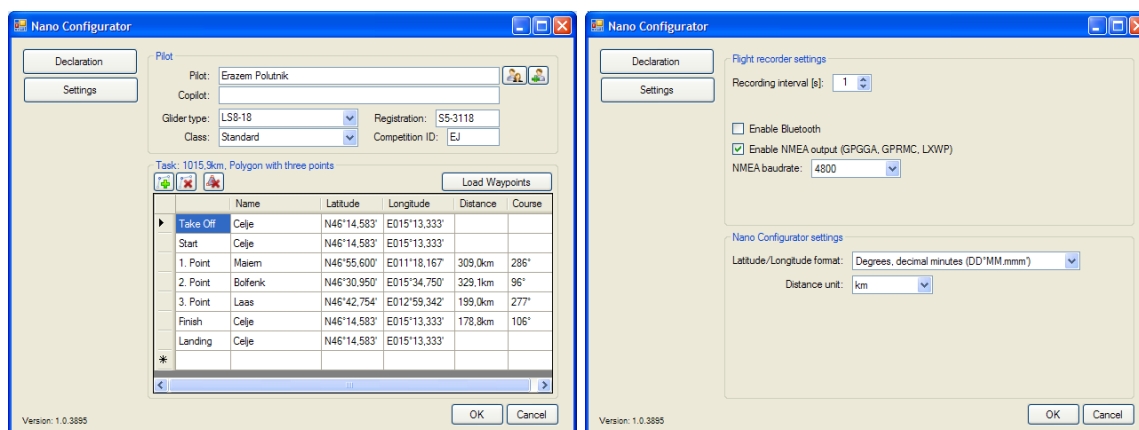 Nano Configurator
Declaration
Settings
Pilot
Pilot: Erazem Polutnik
Copilot:
Glider type: LS8-18 Registration: S5-3118
Class: Standard Competition ID: EJ
Task: 1015,9km, Polygon with three points
Load Waypoints
Name Latitude Longitude Distance Course
Take Off Celje N46°14,583' E015°13,333'
Start Celje N46°14,583' E015°13,333'
1. Point Maiern N46°55,600' E011°18,167' 309,0km 286°
2. Point Bolfenk N46°30,950' E015°34,750' 329,1km 96°
3. Point Laas N46°42,754' E012°59,342' 199,0km 277°
Finish Celje N46°14,583' E015°13,333' 178,8km 106°
Landing Celje N46°14,583' E015°13,333'
OK Cancel
Version: 1.0.3895
Nano Configurator
Declaration
Settings
Flight recorder settings
Recording interval [s]: 1
Enable Bluetooth
Enable NMEA output (GPGGA, GPRMC, LXWP)
NMEA baudrate: 4800
Nano Configurator settings
Latitude/Longitude format: Degrees, decimal minutes (DD°MM.mmm')
Distance unit: km
OK Cancel
Version: 1.0.3895